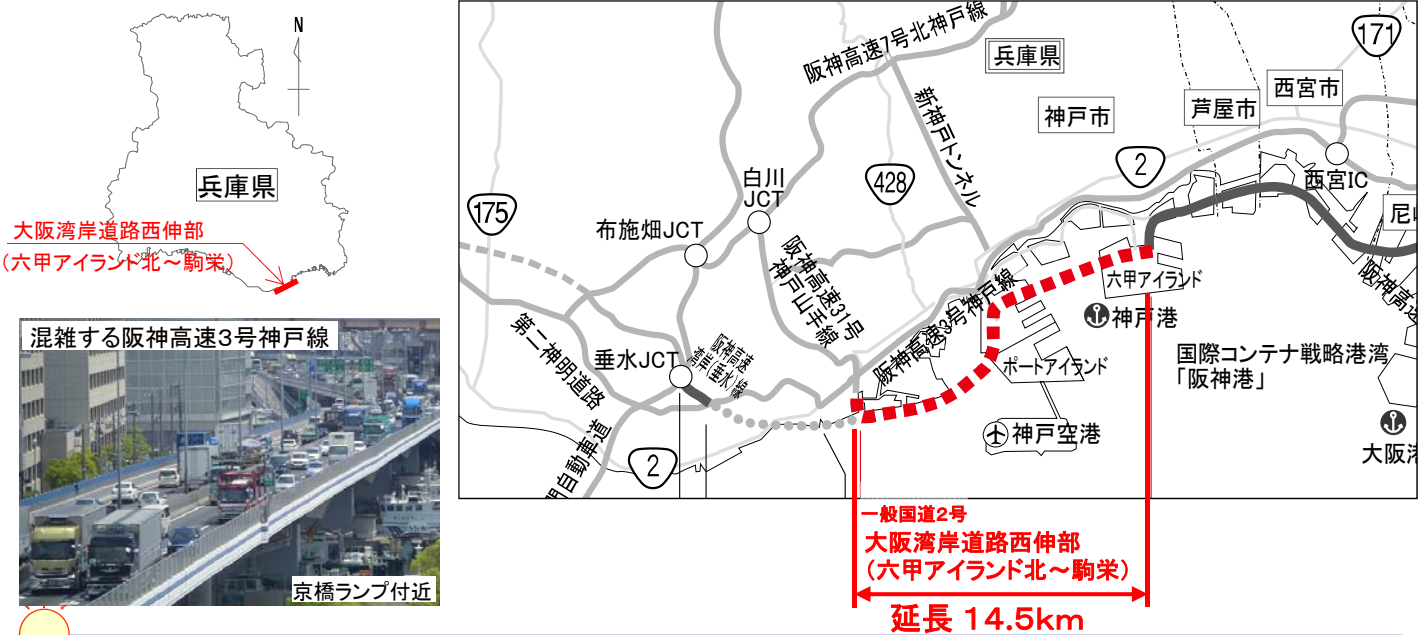 N
兵庫県
大阪湾岸道路西伸部
(六甲アイランド北～駒栄)
混雑する阪神高速3号神戸線
京橋ランプ付近
阪神高速7号北神戸線
兵庫県
171
西宮市
芦屋市
神戸市
新神戸トンネル
2
西宮IC
428
白川
JCT
175
布施畑JCT
阪神高速31号
神戸山手線
六甲アイランド
神戸港
阪神高速3号神戸線
国際コンテナ戦略港湾
「阪神港」
ポートアイランド
第二神明道路
垂水JCT
神戸空港
2
自動車道
一般国道2号
大阪湾岸道路西伸部
(六甲アイランド北～駒栄)
延長 14.5km